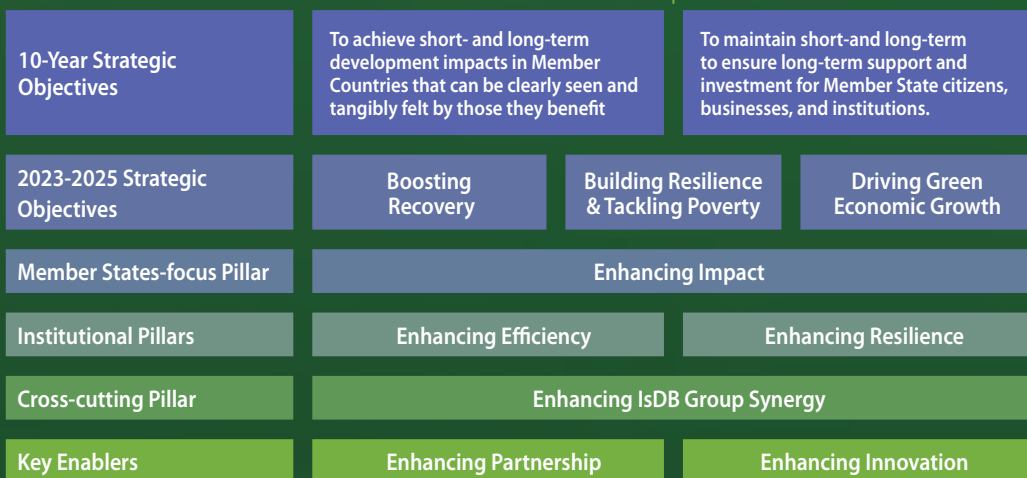 10-Year Strategic
Objectives
To achieve short- and long-term
development impacts in Member
Countries that can be clearly seen and
tangibly felt by those they benefit
To maintain short-and long-term
to ensure long-term support and
investment for Member State citizens,
businesses, and institutions.
2023-2025 Strategic
Objectives
Boosting
Recovery
Building Resilience
& Tackling Poverty
Driving Green
Economic Growth
Member States-focus Pillar
Enhancing Impact
Institutional Pillars
Enhancing Efficiency
Enhancing Resilience
Cross-cutting Pillar
Enhancing IsDB Group Synergy
Key Enablers
Enhancing Partnership
Enhancing Innovation